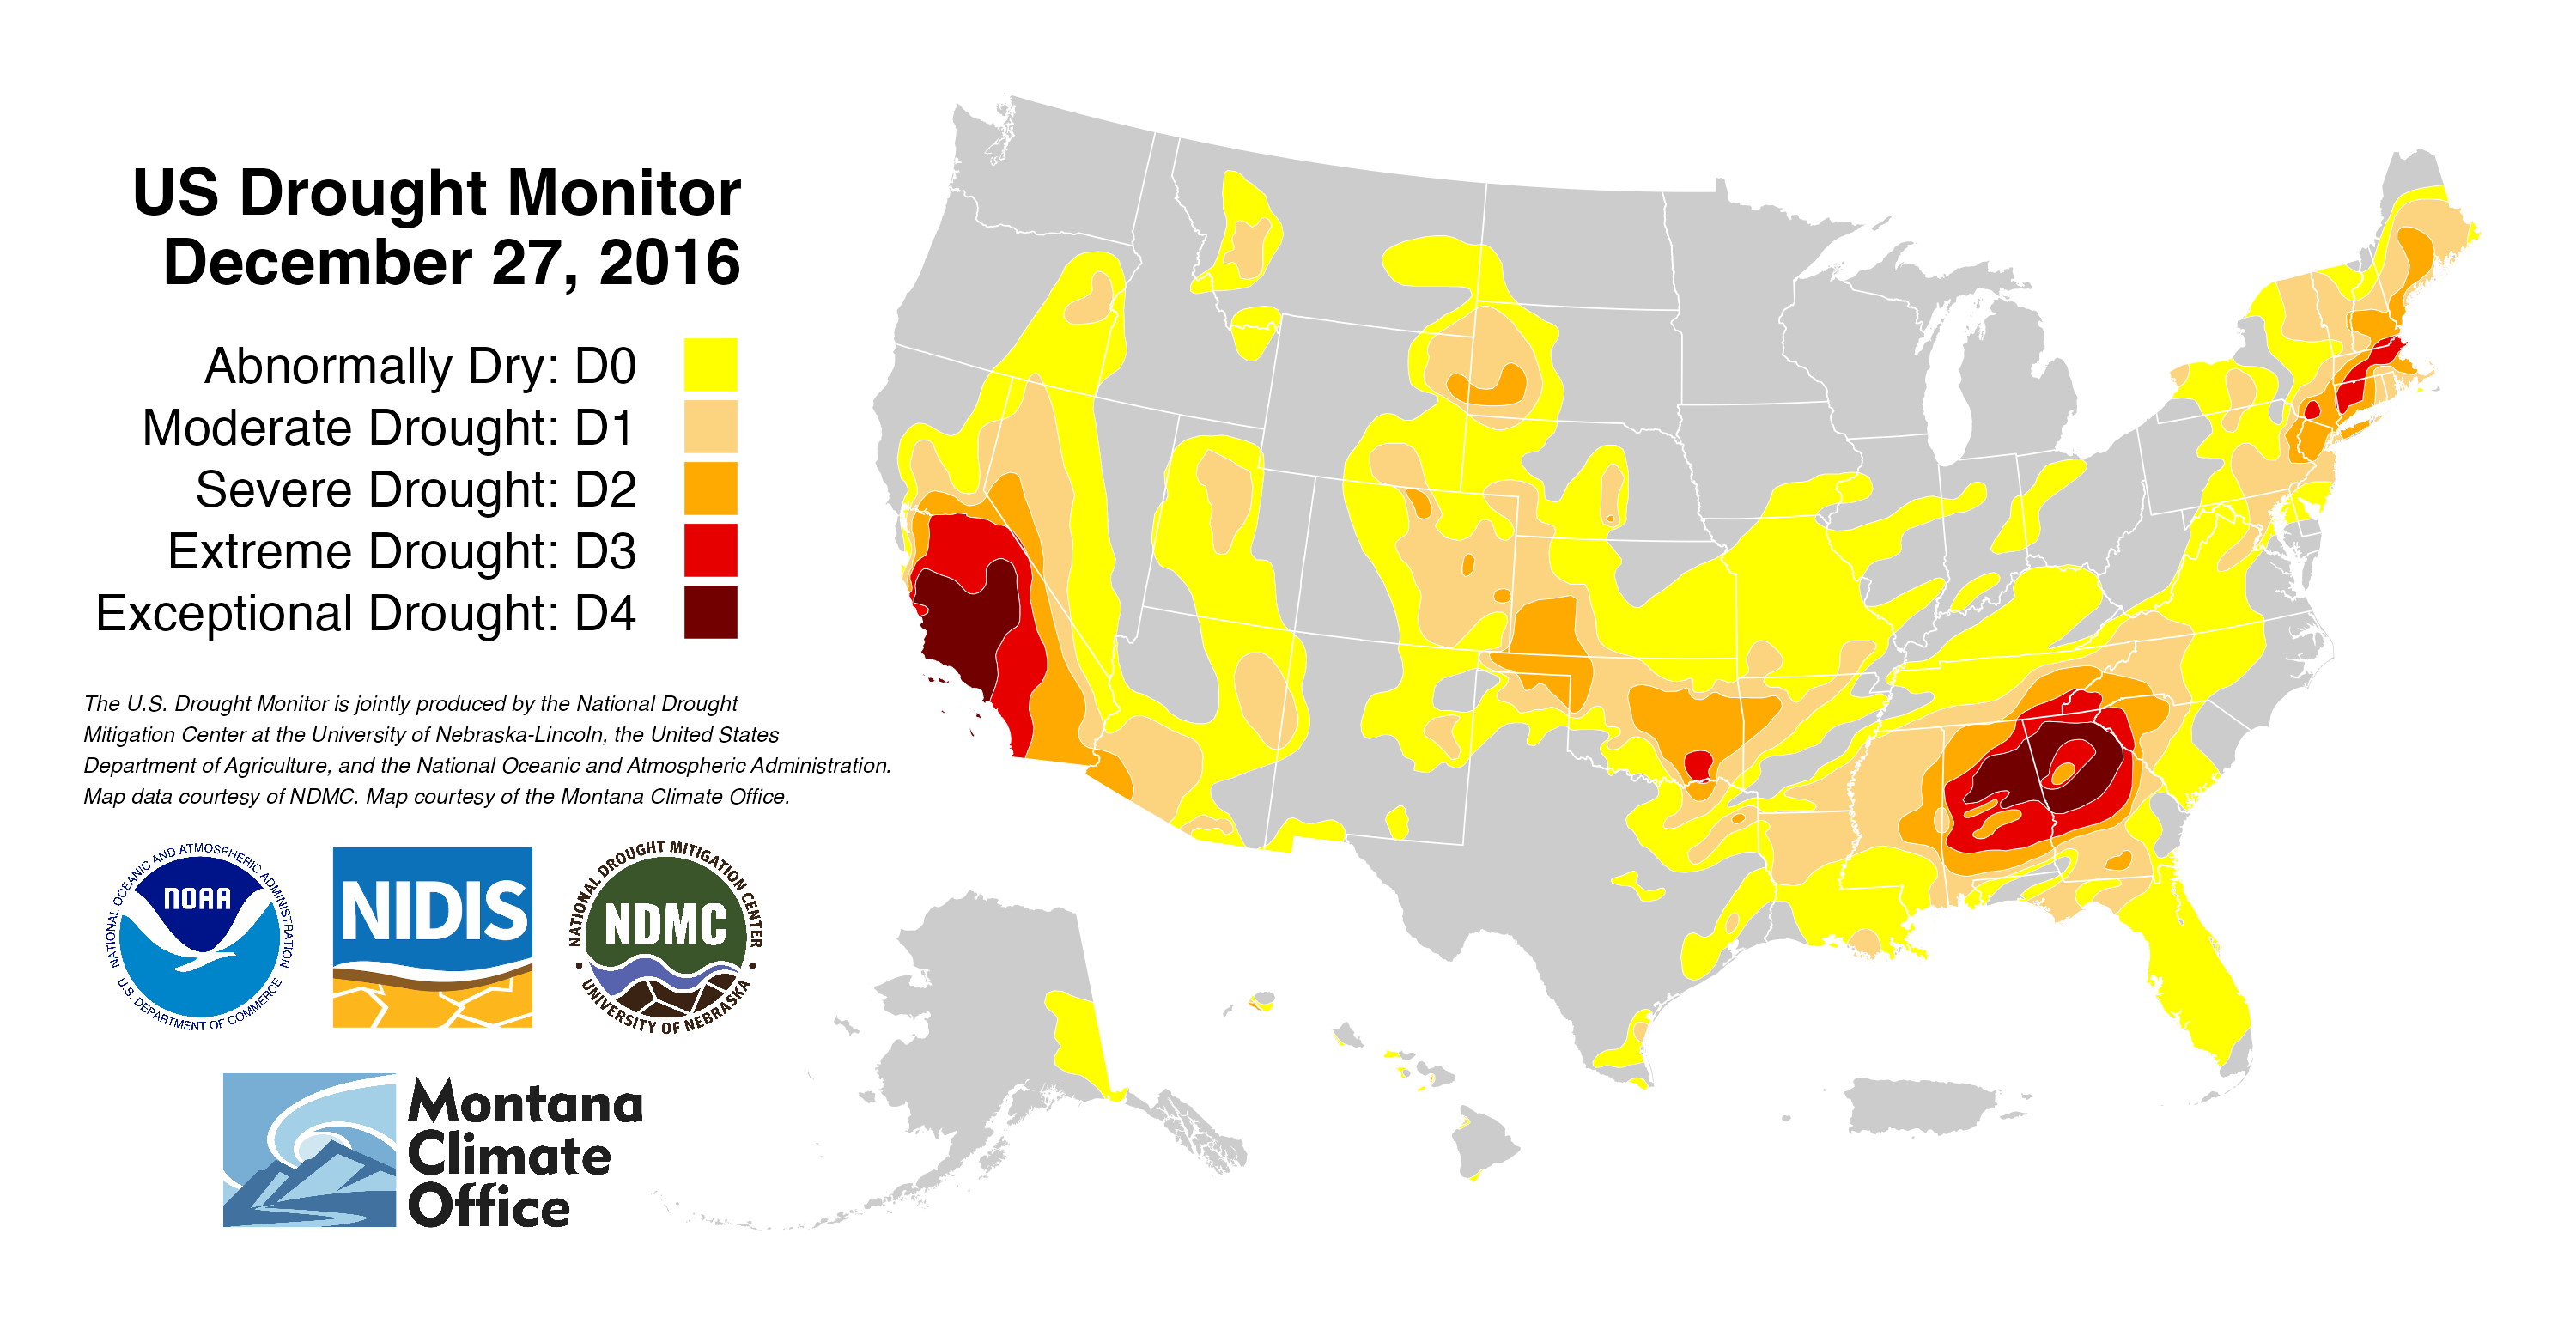 US Drought Monitor
December 27, 2016
Abnormally Dry: D0
Moderate Drought: D1
Severe Drought: D2
Extreme Drought: D3
Exceptional Drought: D4
The U.S. Drought Monitor is jointly produced by the National Drought
Mitigation Center at the University of Nebraska-Lincoln, the United States
Department of Agriculture, and the National Oceanic and Atmospheric Administration.
Map data courtesy of NDMC. Map courtesy of the Montana Climate Office.
NATIONAL OCEANIC AND ATMOSPHERIC ADMINISTRATION
NOAA
U.S. DEPARTMENT OF COMMERCE
NIDIS
NATIONAL DROUGHT MITIGATION CENTER
NDMC
UNIVERSITY OF NEBRASKA
Montana
Climate
Office